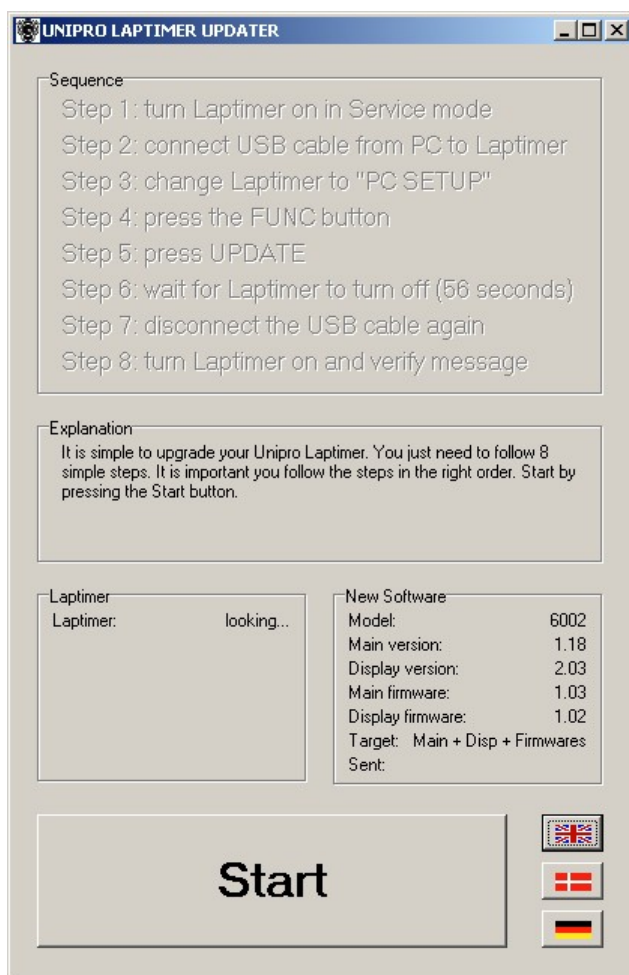 UNIPRO LAPTIMER UPDATER
Sequence
Step 1: turn Laptimer on in Service mode
Step 2: connect USB cable from PC to Laptimer
Step 3: change Laptimer to "PC SETUP"
Step 4: press the FUNC button
Step 5: press UPDATE
Step 6: wait for Laptimer to turn off (56 seconds)
Step 7: disconnect the USB cable again
Step 8: turn Laptimer on and verify message
Explanation
It is simple to upgrade your Unipro Laptimer. You just need to follow 8
simple steps. It is important you follow the steps in the right order. Start by
pressing the Start button.
Laptimer
Laptimer: looking...
New Software
Model: 6002
Main version: 1.18
Display version: 2.03
Main firmware: 1.03
Display firmware: 1.02
Target: Main + Disp + Firmwares
Sent:
Start